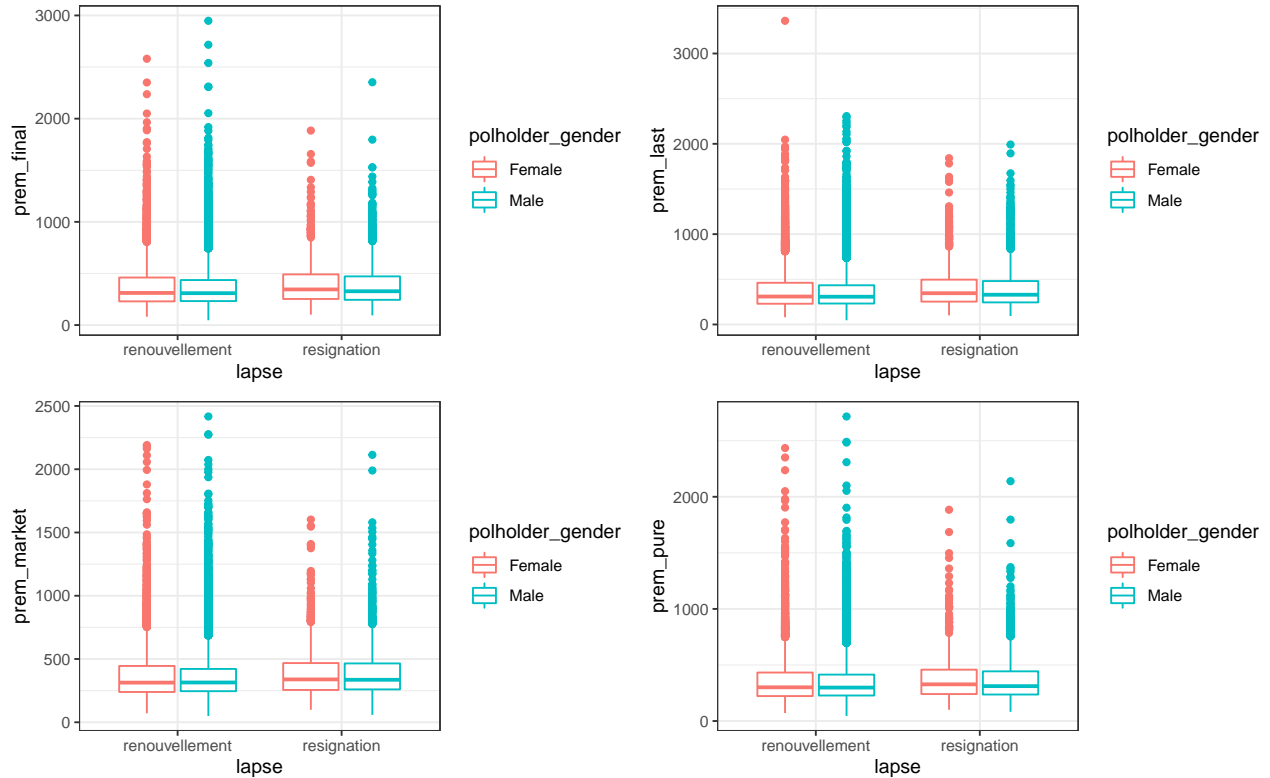 3000
2000
1000
0
prem_final
renouvellement resignation
lapse
polholder_gender
Female
Male
3000
2000
1000
0
prem_last
renouvellement resignation
lapse
polholder_gender
Female
Male
2500
2000
1500
1000
500
0
prem_market
renouvellement resignation
lapse
polholder_gender
Female
Male
2000
1000
0
prem_pure
renouvellement resignation
lapse
polholder_gender
Female
Male